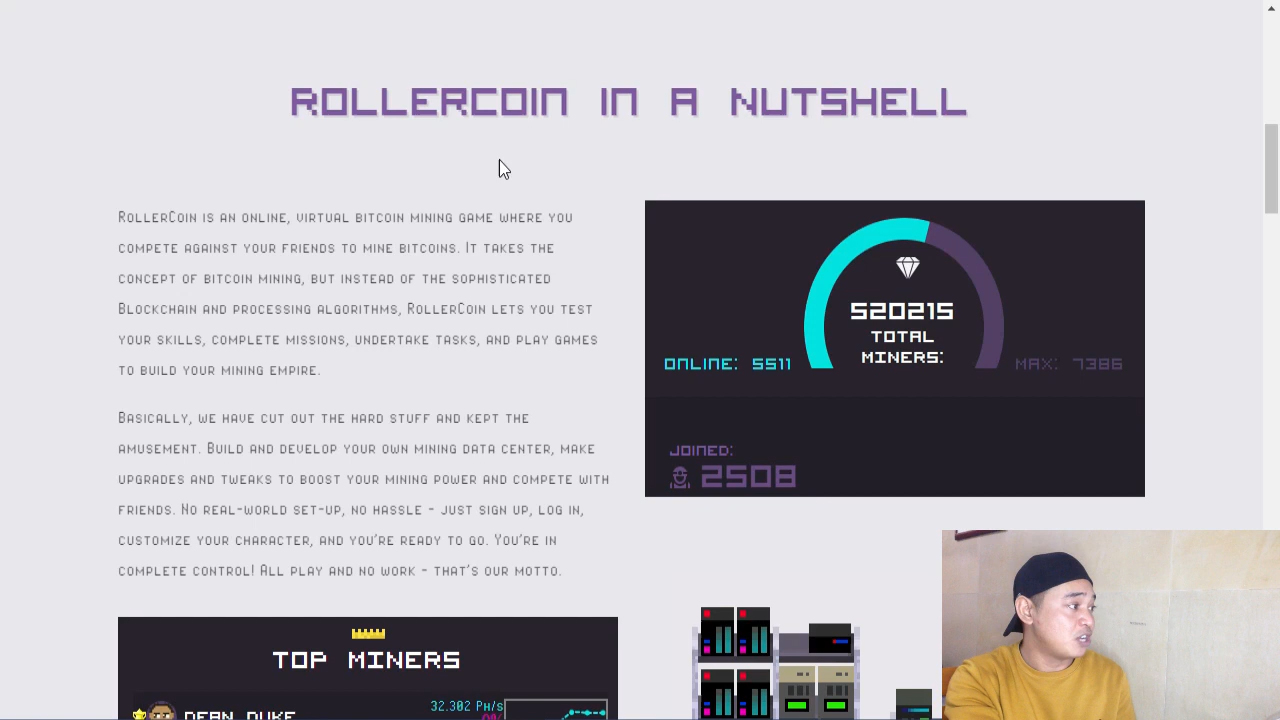 ROLLERCOIN IN A NUTSHELL
RollerCoin is an online, virtual bitcoin mining game where you
compete against your friends to mine bitcoins. It takes the
concept of bitcoin mining, but instead of the sophisticated
Blockchain and processing algorithms, RollerCoin lets you test
your skills, complete missions, undertake tasks, and play games
to build your mining empire.
Basically, we have cut out the hard stuff and kept the
amusement. Build and develop your own mining data center, make
upgrades and tweaks to boost your mining power and compete with
friends. No real-world set-up, no hassle – just sign up, log in,
customize your character, and you're ready to go. You're in
complete control! All play and no work – that's our motto.
520215
TOTAL
MINERS:
ONLINE: 5511
MAX: 7386
JOINED:
2508
TOP MINERS
DEAN DUKE
32.302 PH/s